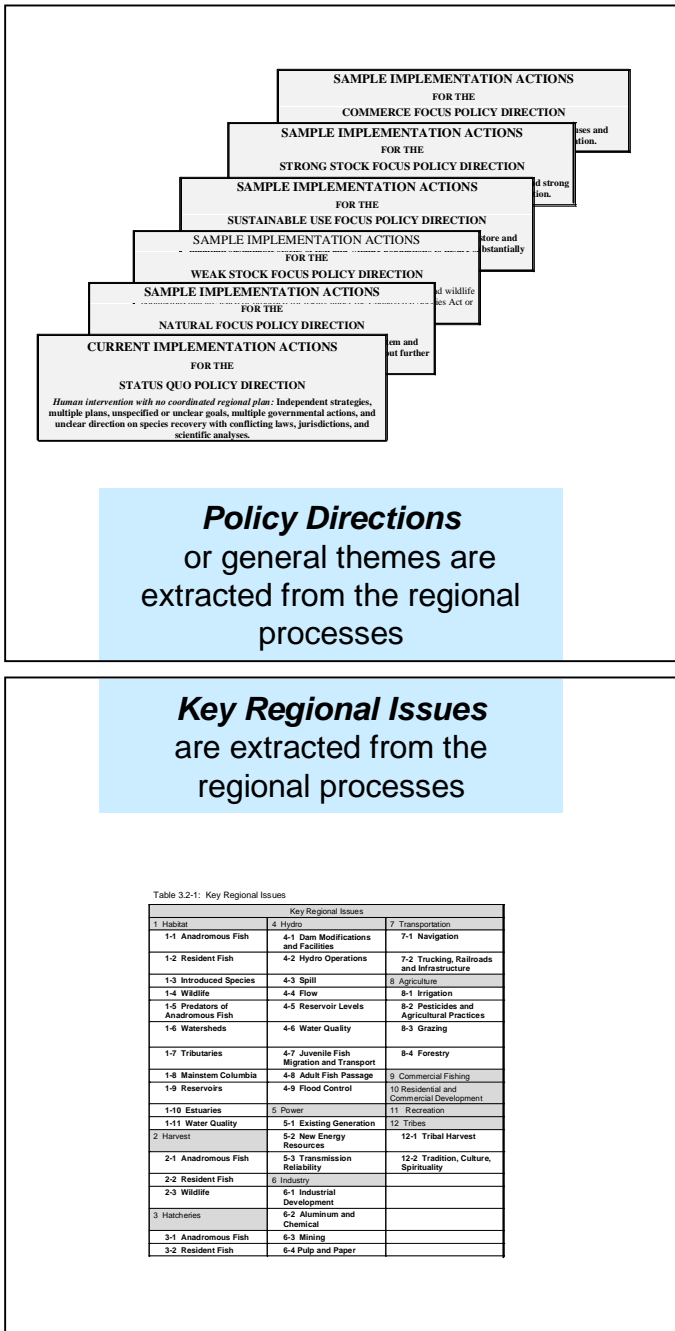 SAMPLE IMPLEMENTATION ACTIONS
FOR THE
COMMERCE FOCUS POLICY DIRECTION
and
SAMPLE IMPLEMENTATION ACTIONS
FOR THE
STRONG STOCK FOCUS POLICY DIRECTION
strong
SAMPLE IMPLEMENTATION ACTIONS
FOR THE
SUSTAINABLE USE FOCUS POLICY DIRECTION
and
SAMPLE IMPLEMENTATION ACTIONS
FOR THE
WEAK STOCK FOCUS POLICY DIRECTION
wildlife
Act or
SAMPLE IMPLEMENTATION ACTIONS
FOR THE
NATURAL FOCUS POLICY DIRECTION
and
further
CURRENT IMPLEMENTATION ACTIONS
FOR THE
STATUS QUO POLICY DIRECTION
Human intervention with no coordinated regional plan: Independent strategies,
multiple plans, unspecified or unclear goals, multiple governmental actions, and
unclear direction on species recovery with conflicting laws, jurisdictions, and
scientific analyses.
Policy Directions
or general themes are
extracted from the regional
processes
Key Regional Issues
are extracted from the
regional processes
Table 3.2-1: Key Regional Issues
Key Regional Issues
1 Habitat 4 Hydro 7 Transportation
1-1 Anadromous Fish 4-1 Dam Modifications and Facilities 7-1 Navigation
1-2 Resident Fish 4-2 Hydro Operations 7-2 Trucking, Railroads and Infrastructure
1-3 Introduced Species 4-3 Spill 8 Agriculture
1-4 Wildlife 4-4 Flow 8-1 Irrigation
1-5 Predators of Anadromous Fish 4-5 Reservoir Levels 8-2 Pesticides and Agricultural Practices
1-6 Watersheds 4-6 Water Quality 8-3 Grazing
1-7 Tributaries 4-7 Juvenile Fish Migration and Transport 8-4 Forestry
1-8 Mainstem Columbia 4-8 Adult Fish Passage 9 Commercial Fishing
1-9 Reservoirs 4-9 Flood Control 10 Residential and Commercial Development
1-10 Estuaries 5 Power 11 Recreation
1-11 Water Quality 5-1 Existing Generation 12 Tribes
2 Harvest 5-2 New Energy Resources 12-1 Tribal Harvest
2-1 Anadromous Fish 5-3 Transmission Reliability 12-2 Tradition, Culture, Spirituality
2-2 Resident Fish 6 Industry
2-3 Wildlife 6-1 Industrial Development
3 Hatcheries 6-2 Aluminum and Chemical
3-1 Anadromous Fish 6-3 Mining
3-2 Resident Fish 6-4 Pulp and Paper